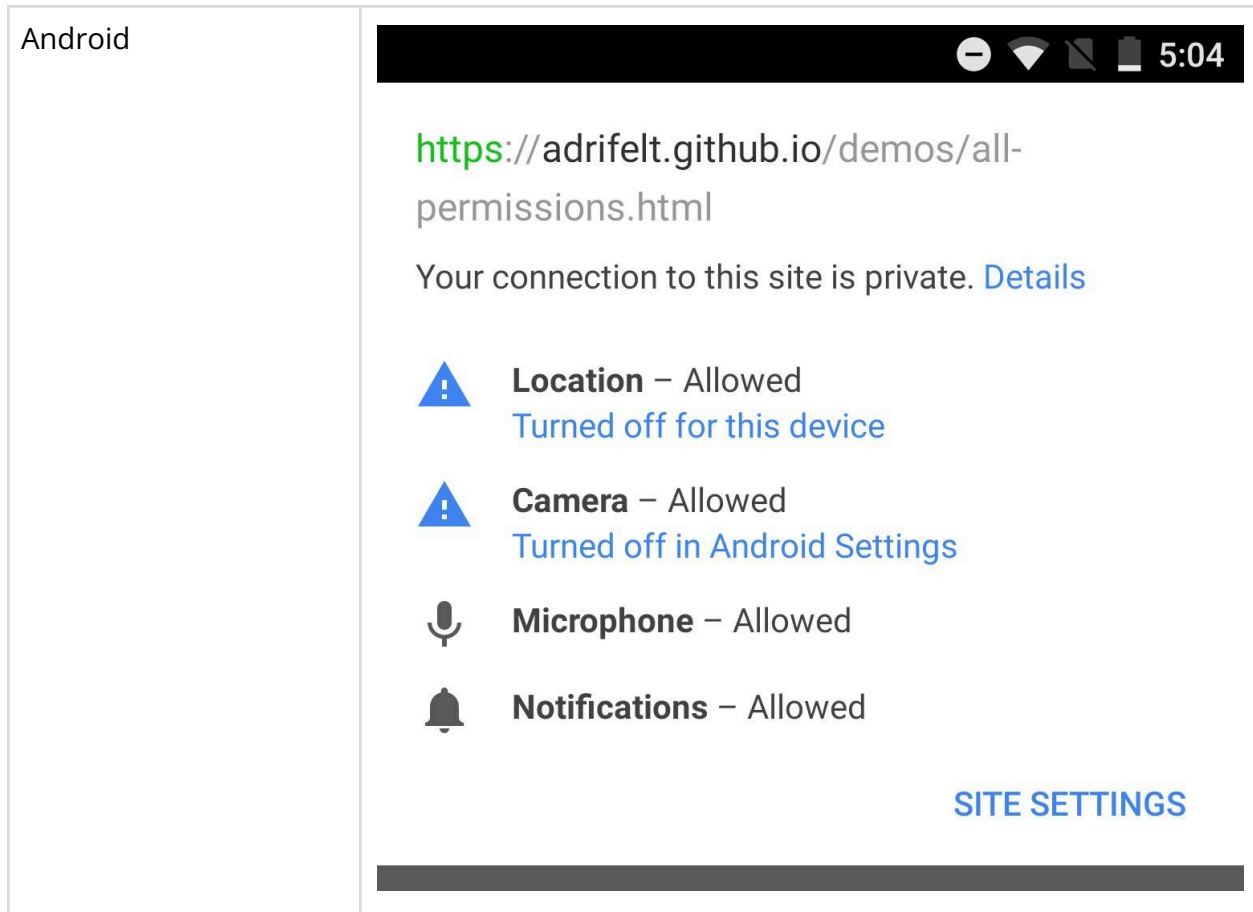 Android
5:04
https://adrifelt.github.io/demos/all-
permissions.html
Your connection to this site is private. Details
Location – Allowed
Turned off for this device
Camera – Allowed
Turned off in Android Settings
Microphone – Allowed
Notifications – Allowed
SITE SETTINGS